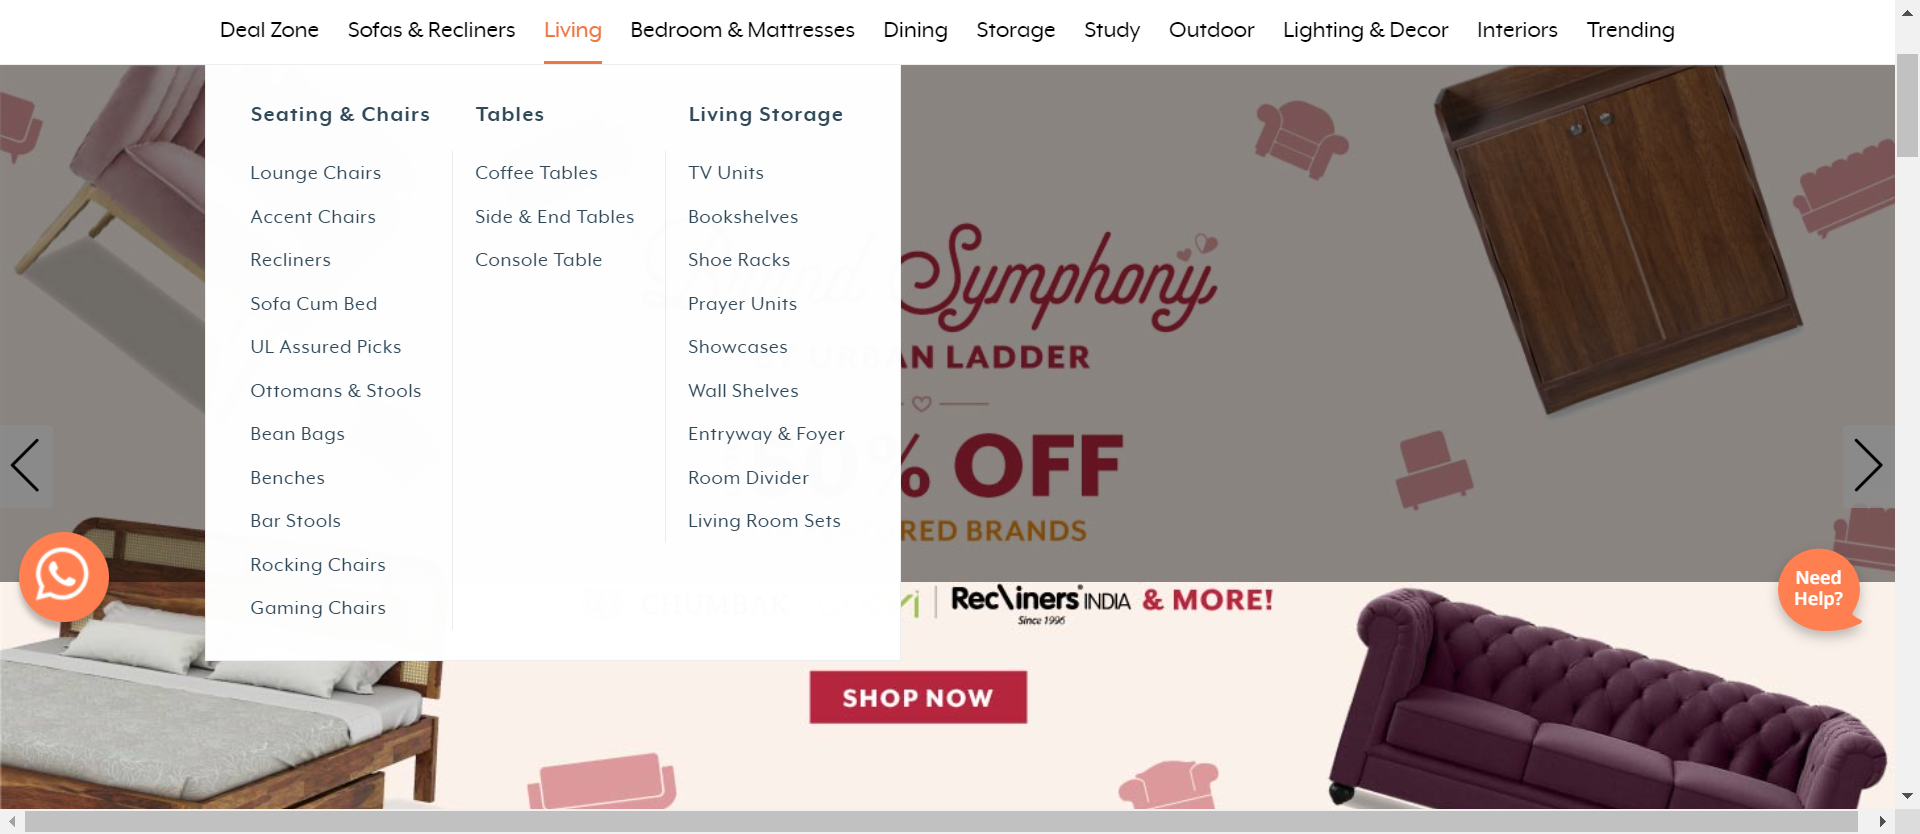 Deal Zone Sofas & Recliners Living Bedroom & Mattresses Dining Storage Study Outdoor Lighting & Decor Interiors Trending
Seating & Chairs
Lounge Chairs
Accent Chairs
Recliners
Sofa Cum Bed
UL Assured Picks
Ottomans & Stools
Bean Bags
Benches
Bar Stools
Rocking Chairs
Gaming Chairs
Tables
Coffee Tables
Side & End Tables
Console Table
Living Storage
TV Units
Bookshelves
Shoe Racks
Prayer Units
Showcases
Wall Shelves
Entryway & Foyer
Room Divider
Living Room Sets
Symphony
URBAN LADDER
% OFF
BRANDS
CHUMBAK
Recliners INDIA & MORE!
Since 1996
SHOP NOW
Need
Help?